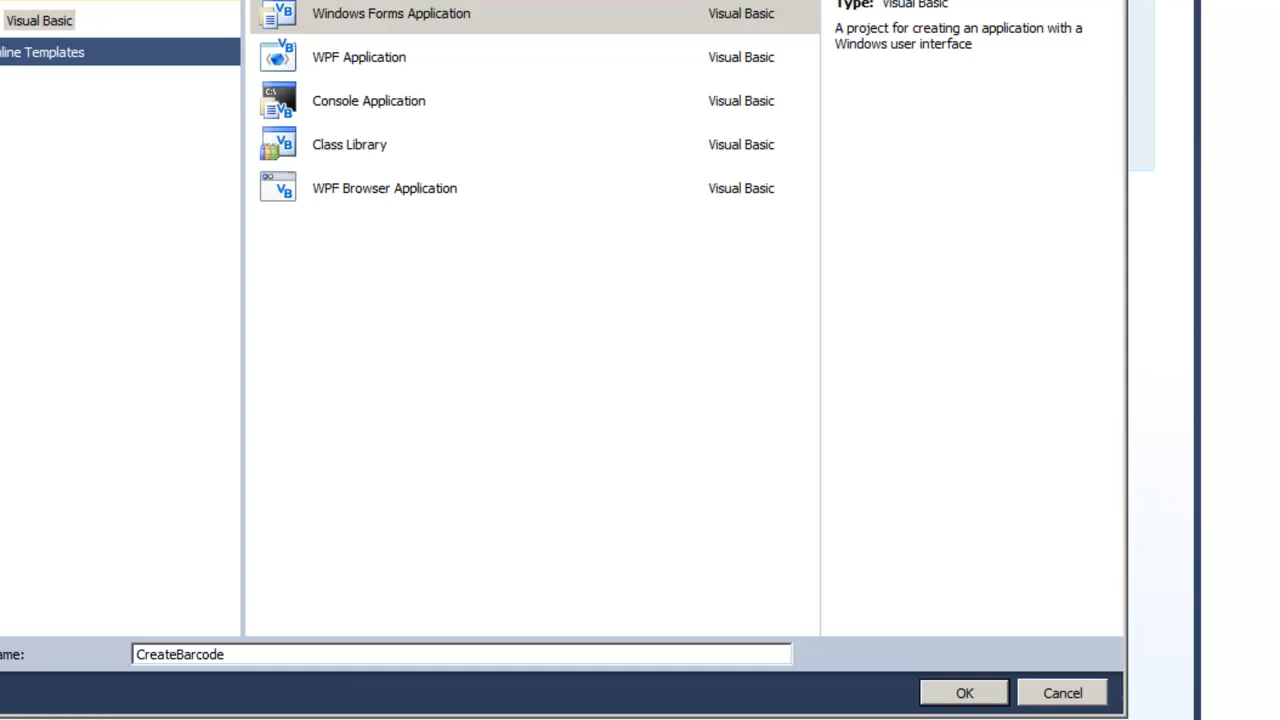 Visual Basic
line Templates
Windows Forms Application Visual Basic
WPF Application Visual Basic
Console Application Visual Basic
Class Library Visual Basic
WPF Browser Application Visual Basic
Type: Visual Basic
A project for creating an application with a
Windows user interface
ame: CreateBarcode
OK Cancel